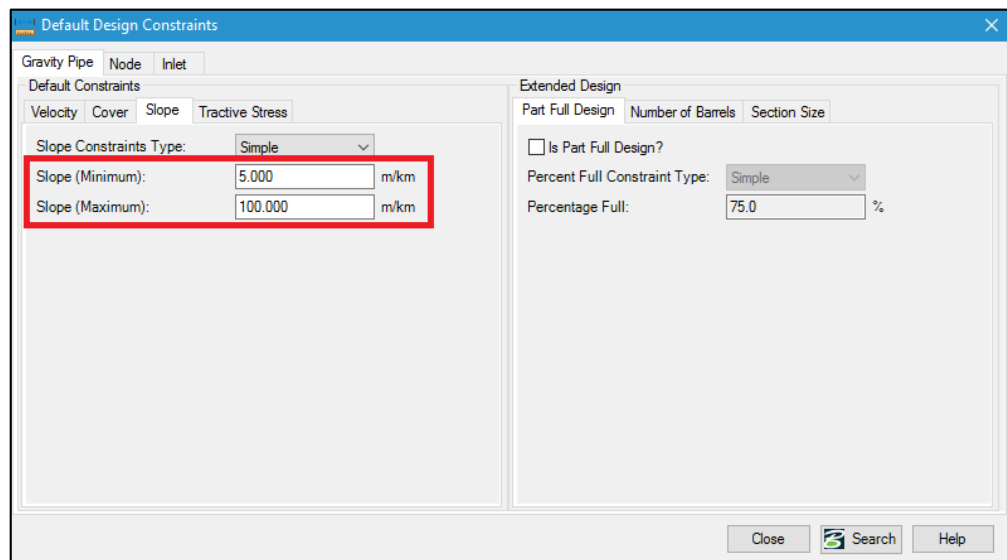 Default Design Constraints
Gravity Pipe Node Inlet
Default Constraints
Velocity Cover Slope Tractive Stress
Slope Constraints Type: Simple
Slope (Minimum): 5.000 m/km
Slope (Maximum): 100.000 m/km
Extended Design
Part Full Design Number of Barrels Section Size
Is Part Full Design?
Percent Full Constraint Type: Simple
Percentage Full: 75.0 %
Close Search Help